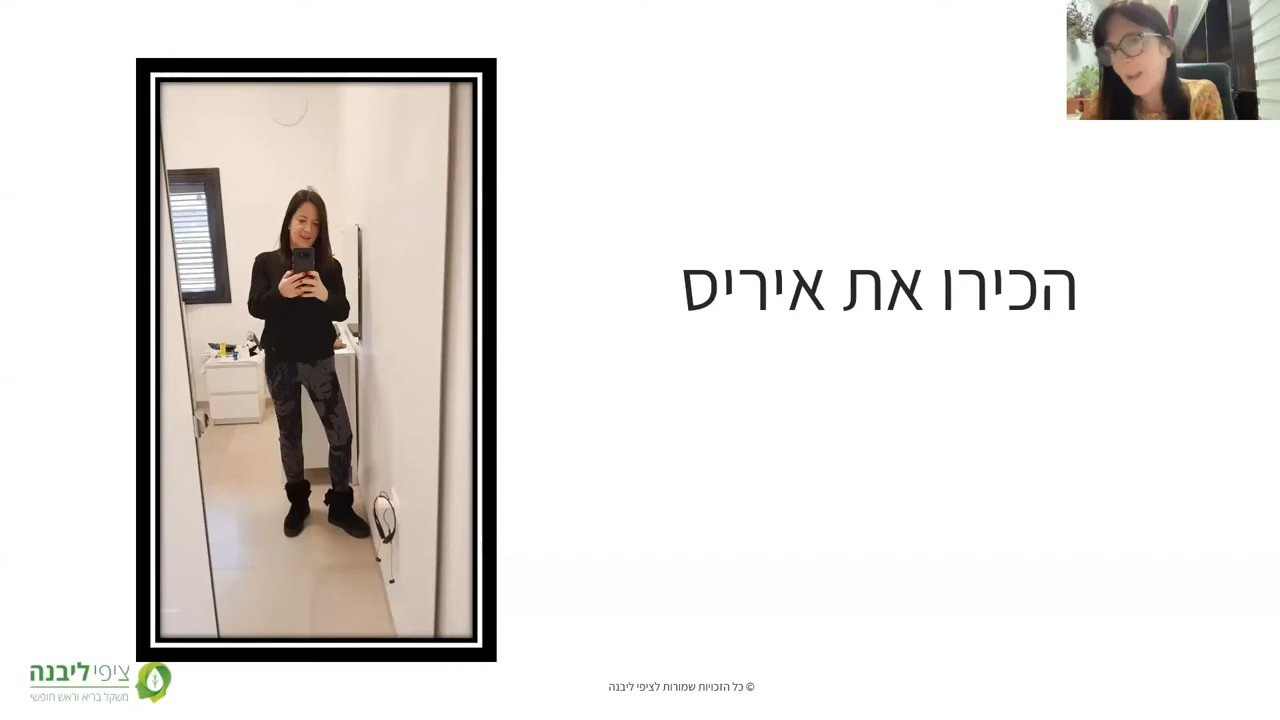 הכירו את איריס
ציפי ליבנה
משקל בריא וראש חופשי
© כל הזכויות שמורות לציפי ליבנה